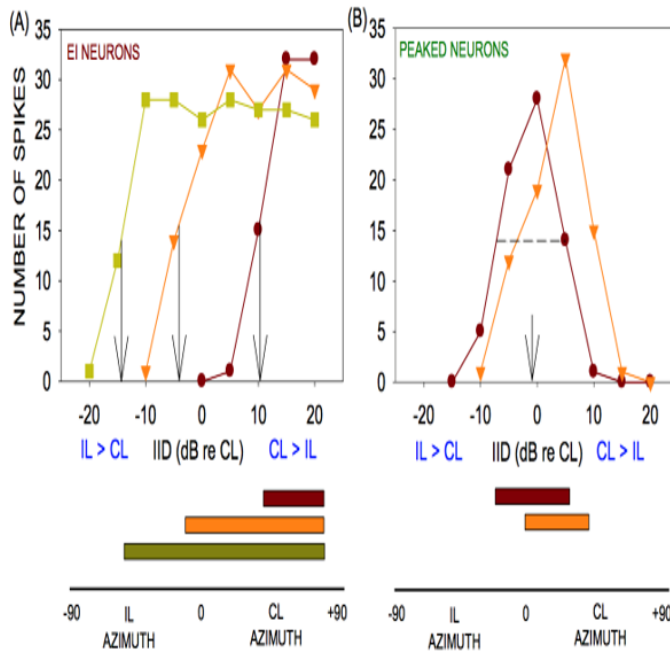 (A)
EI NEURONS
NUMBER OF SPIKES
35
30
25
20
15
10
5
0
-20 -10 0 10 20
IL > CL IID (dB re CL) CL > IL
-90 IL 0 CL +90
AZIMUTH AZIMUTH
(B)
PEAKED NEURONS
35
30
25
20
15
10
5
0
-20 -10 0 10 20
IL > CL IID (dB re CL) CL > IL
-90 IL 0 CL +90
AZIMUTH AZIMUTH